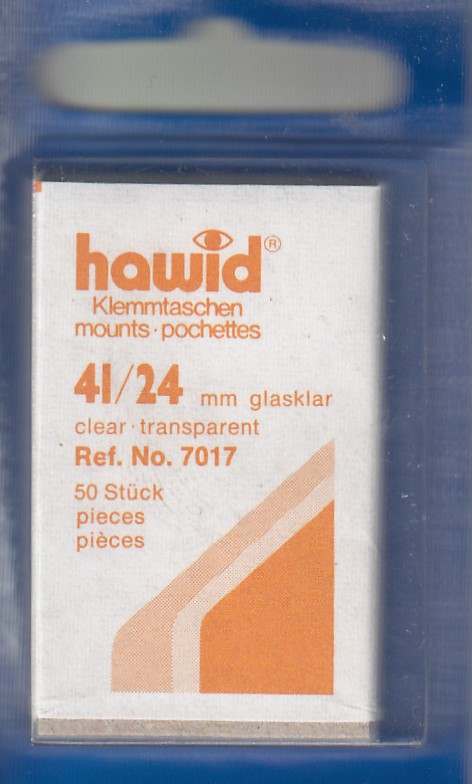 hawid®
Klemmtaschen
mounts·pochettes
41/24 mm glasklar
clear·transparent
Ref. No. 7017
50 Stück
pieces
pièces